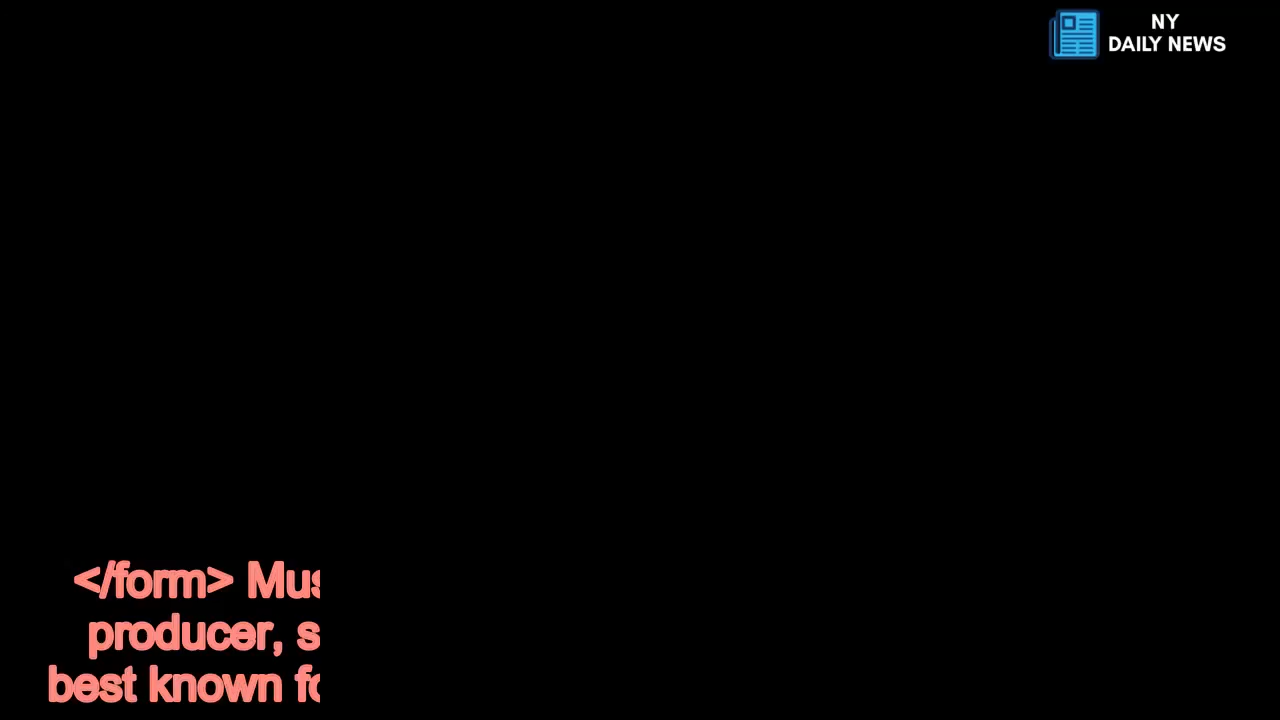 NY
DAILY NEWS
</form> Mus
producer, s
best known fo